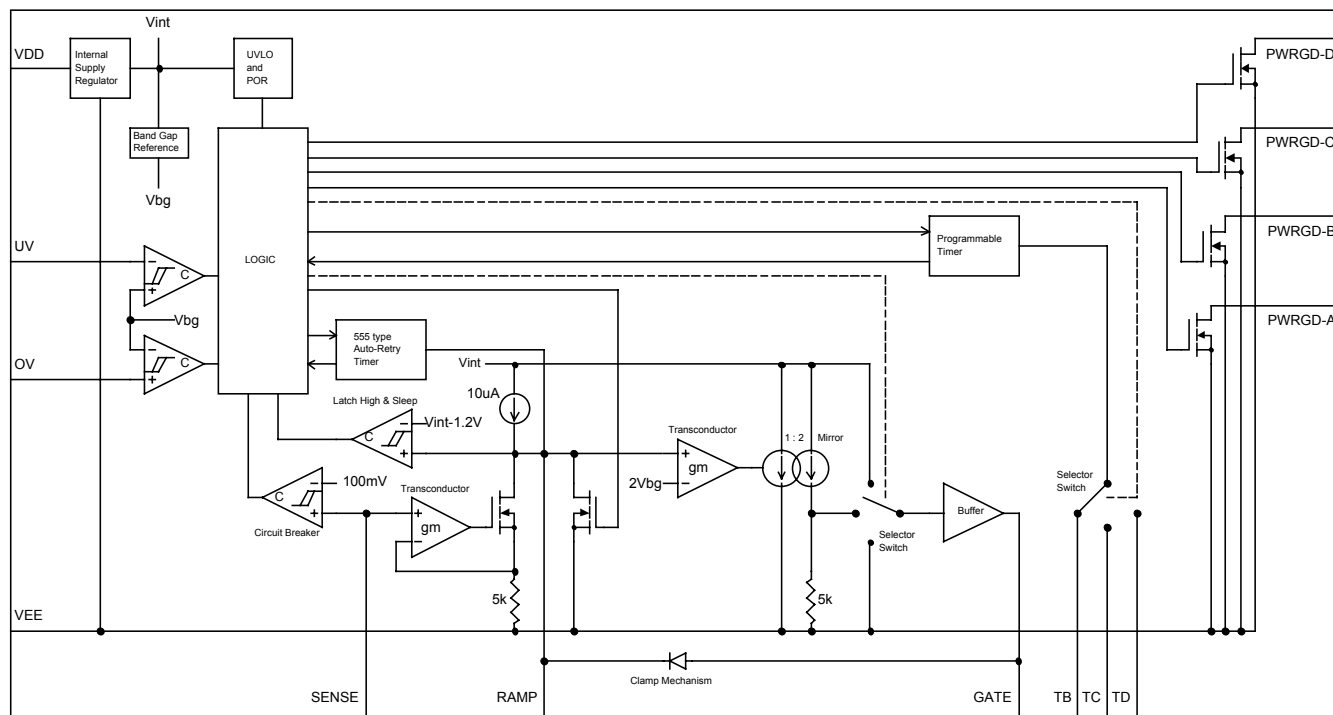 Vint
VDD
Internal
Supply
Regulator
UVLO
and
POR
PWRGD-D
Band Gap
Reference
PWRGD-C
Vbg
UV
C
LOGIC
Programmable
Timer
PWRGD-B
Vbg
OV
C
555 type
Auto-Retry
Timer
PWRGD-A
Vint
10uA
Latch High & Sleep
C
Vint-1.2V
Transconductor
gm
2Vbg
1 : 2
Mirror
Selector
Switch
100mV
C
Circuit Breaker
Transconductor
gm
Buffer
Selector
Switch
5k
5k
VEE
Clamp Mechanism
SENSE
RAMP
GATE
TB
TC
TD